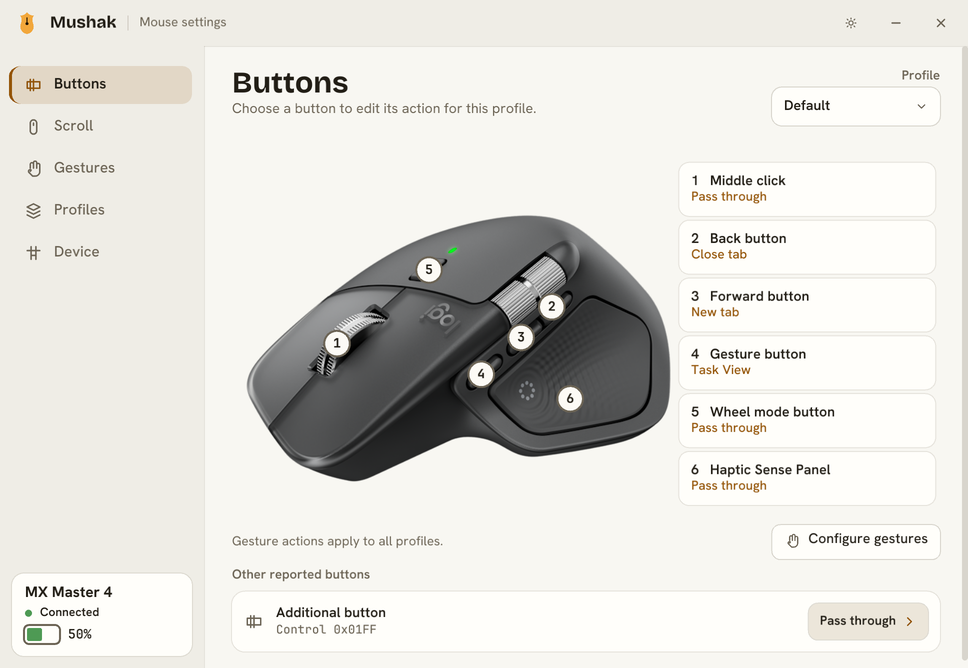 Mushak
Mouse settings
Buttons
Scroll
Gestures
Profiles
Device
MX Master 4
Connected
50%
Buttons
Choose a button to edit its action for this profile.
Profile
Default
logi
1
2
3
4
5
6
1 Middle click
Pass through
2 Back button
Close tab
3 Forward button
New tab
4 Gesture button
Task View
5 Wheel mode button
Pass through
6 Haptic Sense Panel
Pass through
Gesture actions apply to all profiles.
Configure gestures
Other reported buttons
Additional button
Control 0x01FF
Pass through